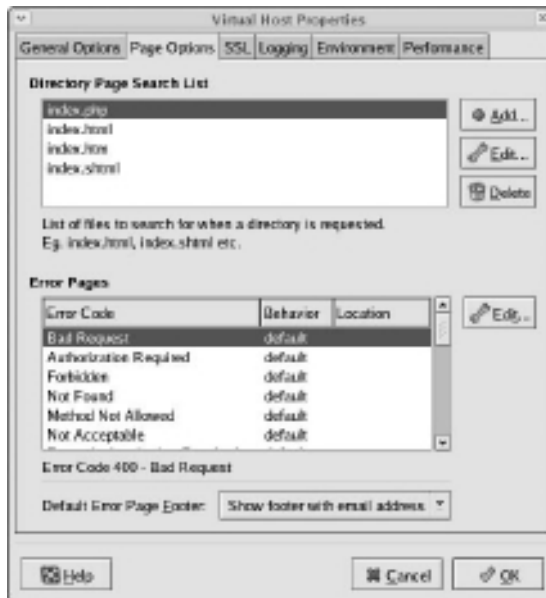 Virtual Host Properties
General Options Page Options SSL Logging Environment Performance
Directory Page Search List
index.php
index.html
index.htm
index.shtml
Add...
Edit...
Delete
List of files to search for when a directory is requested.
Eg. index.html, index.shtml etc.
Error Pages
Error Code Behavior Location
Bad Request default
Authorization Required default
Forbidden default
Not Found default
Method Not Allowed default
Not Acceptable default
Edit...
Error Code 400 - Bad Request
Default Error Page Footer: Show footer with email address
Help Cancel OK